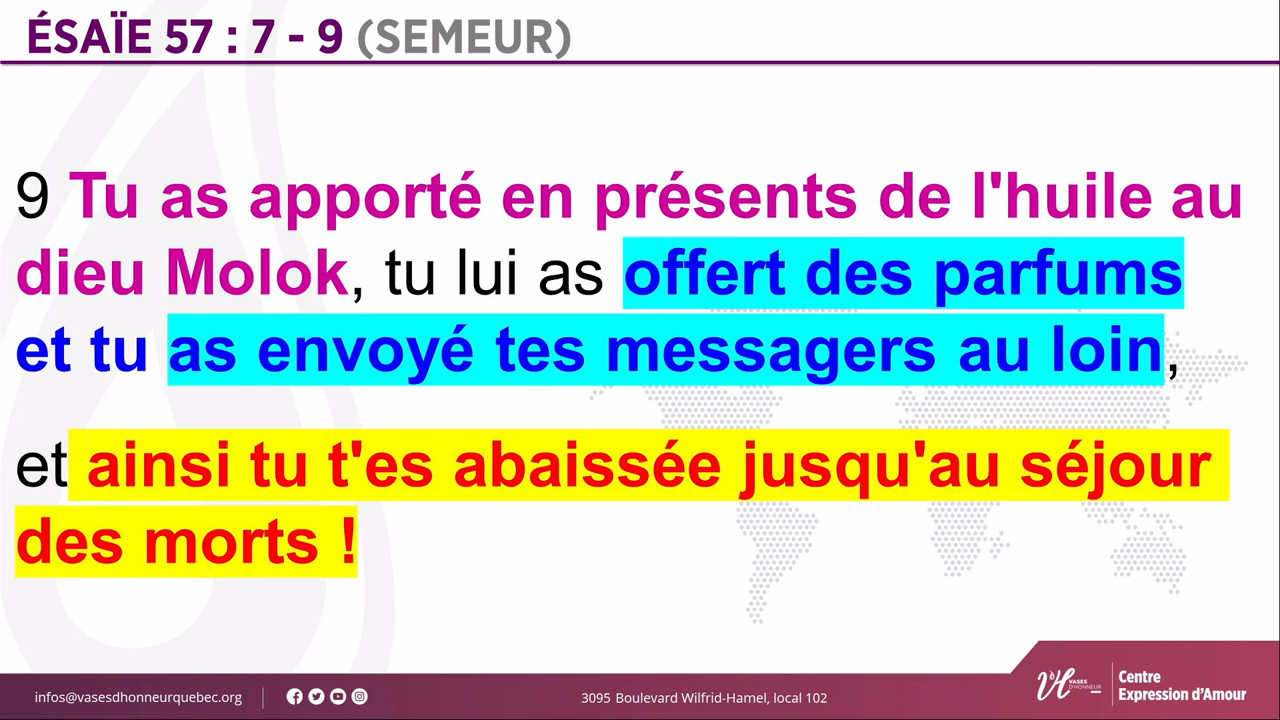 ÉSAÏE 57 : 7 - 9 (SEMEUR)
9 Tu as apporté en présents de l'huile au
dieu Molok, tu lui as offert des parfums
et tu as envoyé tes messagers au loin,
et ainsi tu t'es abaissée jusqu'au séjour
des morts !
infos@vasesdhonneurquebec.org
3095 Boulevard Wilfrid-Hamel, local 102
VASES
D'HONNEUR
Centre
Expression d'Amour